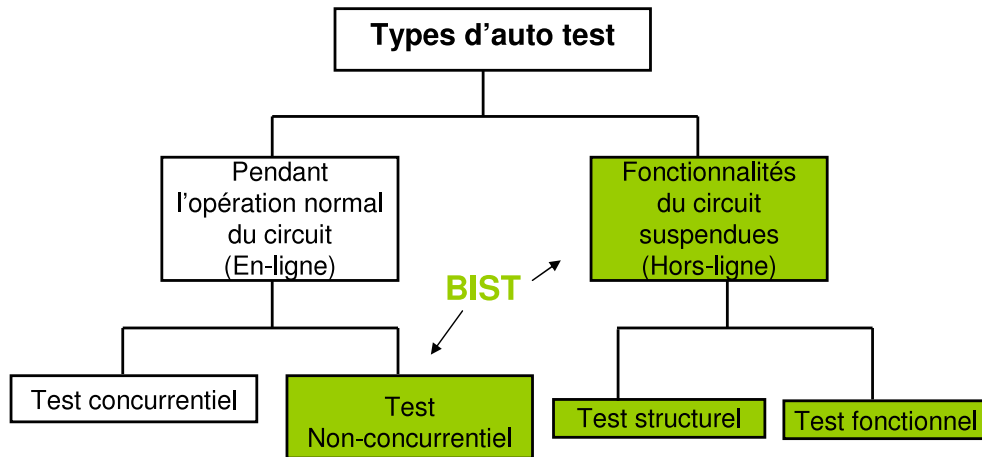 Types d'auto test
Pendant
l'opération normal
du circuit
(En-ligne)
Fonctionnalités
du circuit
suspendues
(Hors-ligne)
BIST
Test concurrentiel
Test
Non-concurrentiel
Test structurel
Test fonctionnel